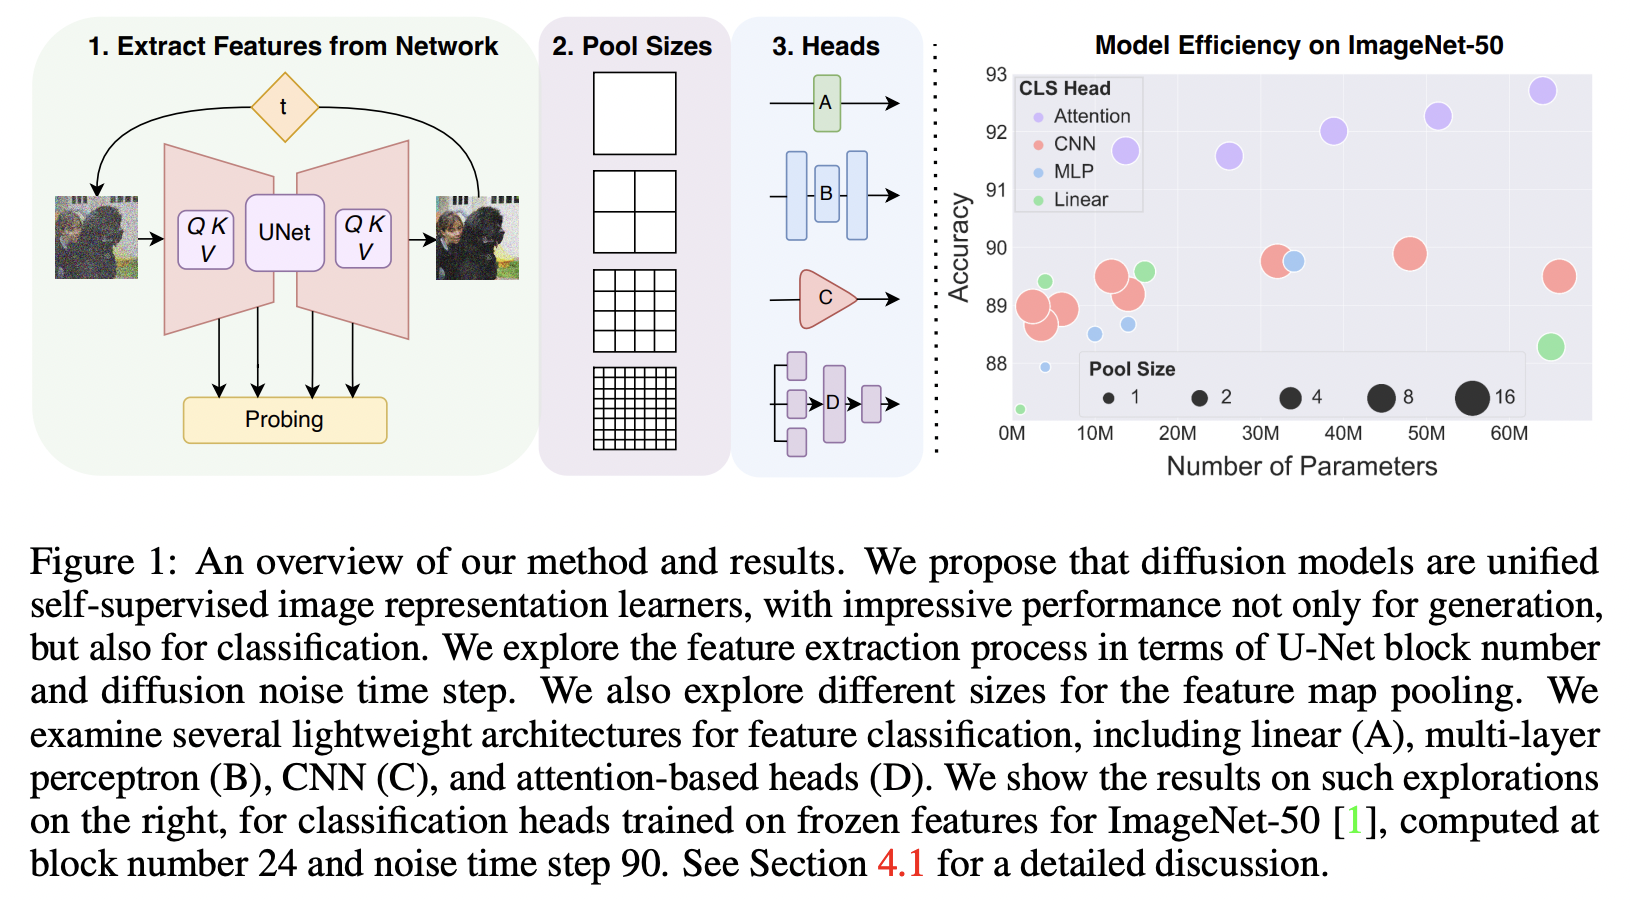 1. Extract Features from Network
t
Q K
V
UNet
Q K
V
Probing
2. Pool Sizes
3. Heads
A
B
C
D
Model Efficiency on ImageNet-50
Accuracy
93
92
91
90
89
88
CLS Head
Attention
CNN
MLP
Linear
Pool Size
1 2 4 8 16
0M 10M 20M 30M 40M 50M 60M
Number of Parameters
Figure 1: An overview of our method and results. We propose that diffusion models are unified
self-supervised image representation learners, with impressive performance not only for generation,
but also for classification. We explore the feature extraction process in terms of U-Net block number
and diffusion noise time step. We also explore different sizes for the feature map pooling. We
examine several lightweight architectures for feature classification, including linear (A), multi-layer
perceptron (B), CNN (C), and attention-based heads (D). We show the results on such explorations
on the right, for classification heads trained on frozen features for ImageNet-50 [1], computed at
block number 24 and noise time step 90. See Section 4.1 for a detailed discussion.